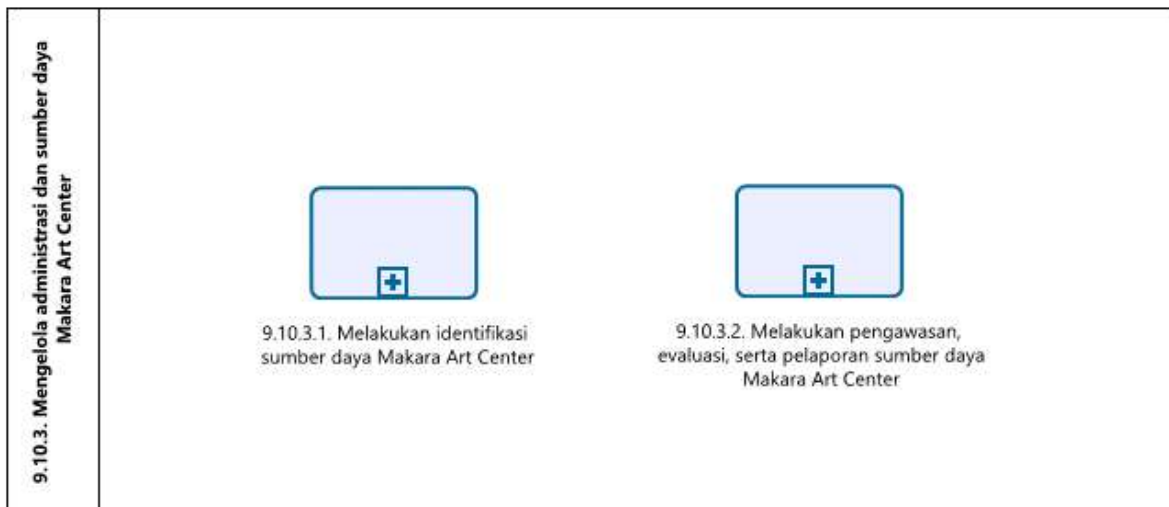 9.10.3. Mengelola administrasi dan sumber daya
Makara Art Center
9.10.3.1. Melakukan identifikasi
sumber daya Makara Art Center
9.10.3.2. Melakukan pengawasan,
evaluasi, serta pelaporan sumber daya
Makara Art Center